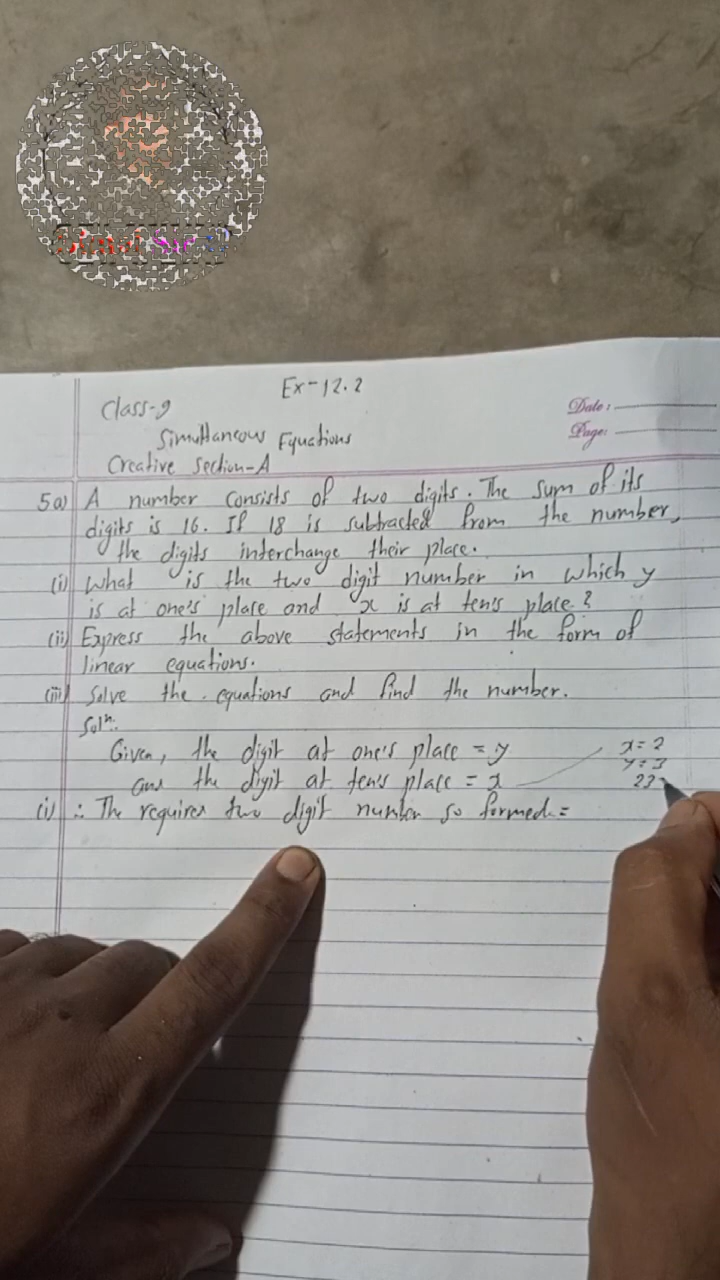 Ex-12.2
Class-9
Date:
Simultaneous Equations
Page:
Creative Section-A
5a) A number consists of two digits. The sum of its
digits is 16. If 18 is subtracted from the number,
the digits interchange their place.
(i) What is the two digit number in which y
is at one's place and x is at ten's place?
(ii) Express the above statements in the form of
linear equations.
(iii) Solve the equations and find the number.
Solⁿ.
Given, the digit at one's place = y
and the digit at ten's place = x
x = 2
y = 3
23
(i) ∴ The required two digit number so formed =